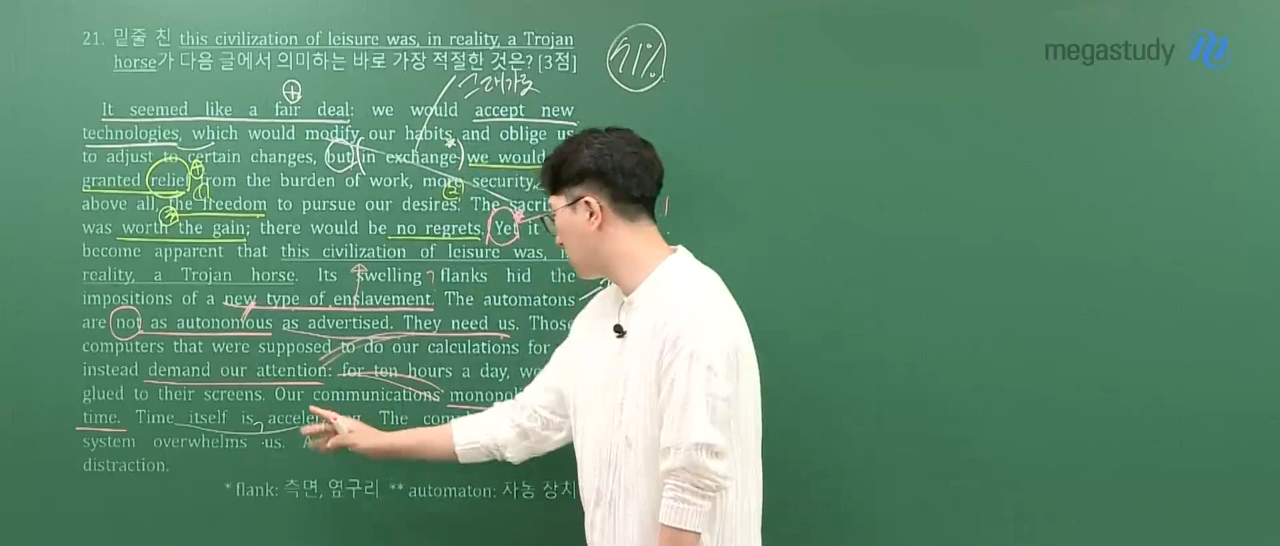 21. 밑줄 친 this civilization of leisure was, in reality, a Trojan
horse가 다음 글에서 의미하는 바로 가장 적절한 것은? [3점]
71%
megastudy
그 대가로
It seemed like a fair deal: we would accept new
technologies, which would modify our habits and oblige us
to adjust to certain changes, but in exchange we would
granted relief from the burden of work, more security,
above all, the freedom to pursue our desires. The
was worth the gain; there would be no regrets. Yet it
become apparent that this civilization of leisure was,
reality, a Trojan horse. Its swelling flanks hid the
impositions of a new type of enslavement. The automatons
are not as autonomous as advertised. They need us. Those
computers that were supposed to do our calculations for
instead demand our attention: for ten hours a day,
glued to their screens. Our communications
time. Time itself is The
system overwhelms us.
distraction.
* flank: 측면, 옆구리 ** automaton: 자동 장치